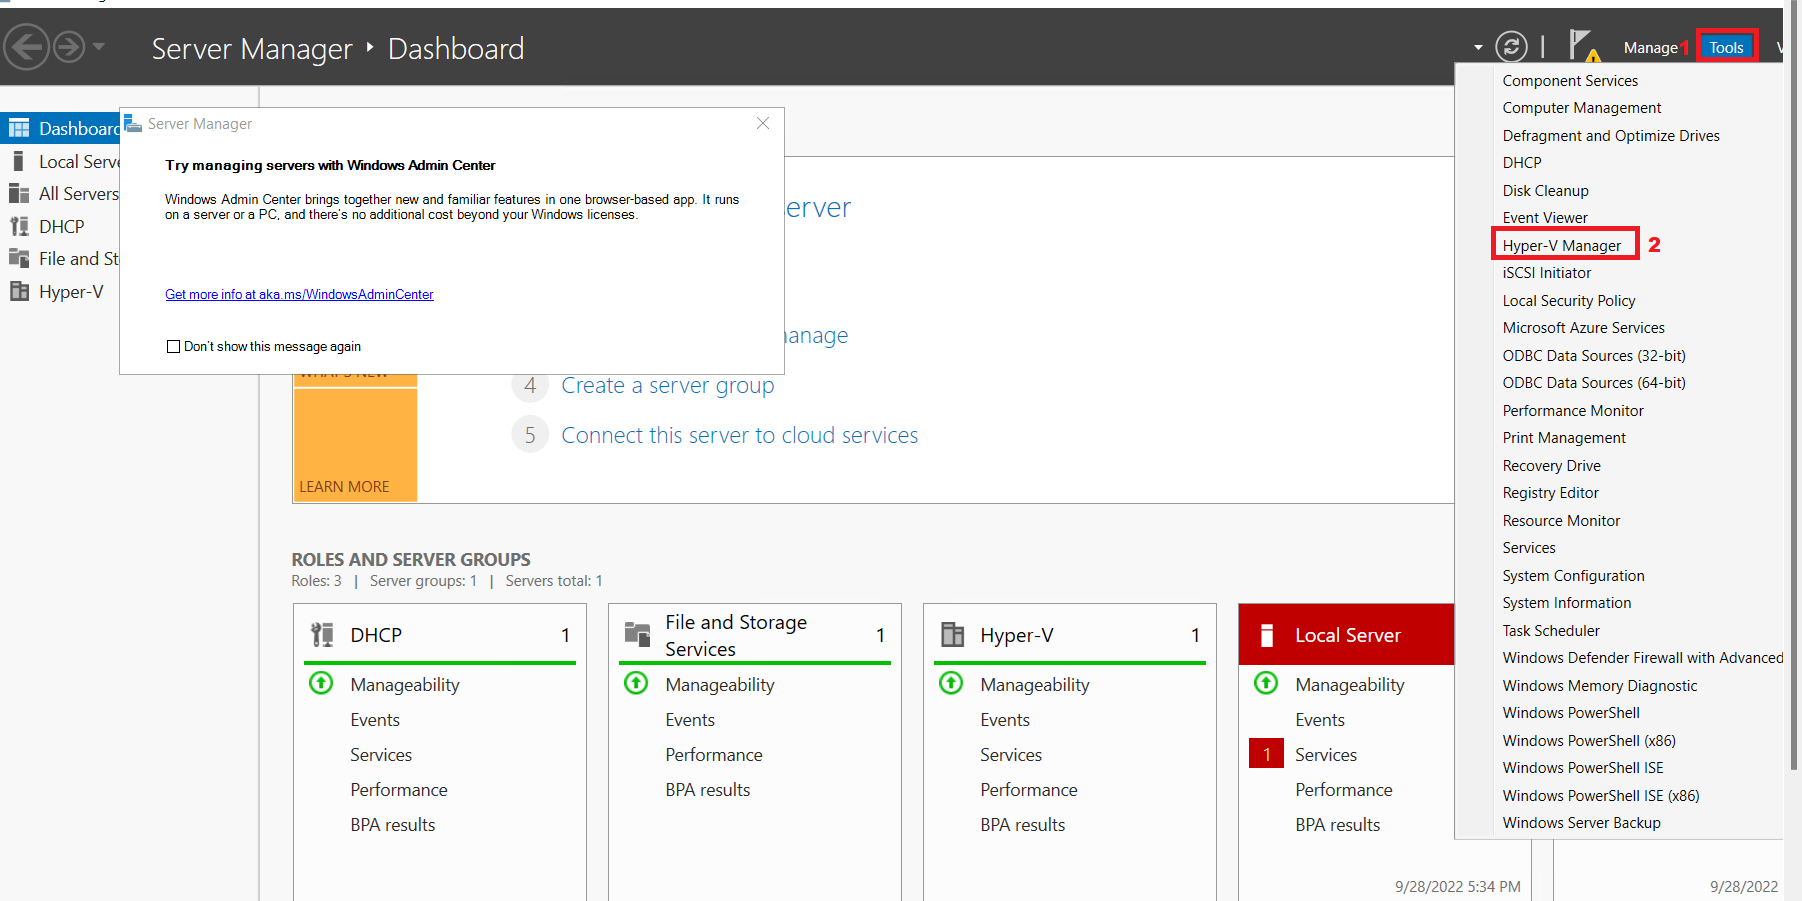 Server Manager ‣ Dashboard
Manage
1
Tools
Dashboard
Local Serve
All Servers
DHCP
File and St
Hyper-V
Server Manager
Try managing servers with Windows Admin Center
Windows Admin Center brings together new and familiar features in one browser-based app. It runs
on a server or a PC, and there's no additional cost beyond your Windows licenses.
Get more info at aka.ms/WindowsAdminCenter
Don't show this message again
erver
anage
WHAT'S NEW
4 Create a server group
5 Connect this server to cloud services
LEARN MORE
ROLES AND SERVER GROUPS
Roles: 3 | Server groups: 1 | Servers total: 1
DHCP 1
Manageability
Events
Services
Performance
BPA results
File and Storage
Services
1
Manageability
Events
Performance
BPA results
Hyper-V 1
Manageability
Events
Services
Performance
BPA results
Local Server
Manageability
Events
1 Services
Performance
BPA results
9/28/2022 5:34 PM
9/28/2022
Component Services
Computer Management
Defragment and Optimize Drives
DHCP
Disk Cleanup
Event Viewer
Hyper-V Manager 2
iSCSI Initiator
Local Security Policy
Microsoft Azure Services
ODBC Data Sources (32-bit)
ODBC Data Sources (64-bit)
Performance Monitor
Print Management
Recovery Drive
Registry Editor
Resource Monitor
Services
System Configuration
System Information
Task Scheduler
Windows Defender Firewall with Advanced
Windows Memory Diagnostic
Windows PowerShell
Windows PowerShell (x86)
Windows PowerShell ISE
Windows PowerShell ISE (x86)
Windows Server Backup